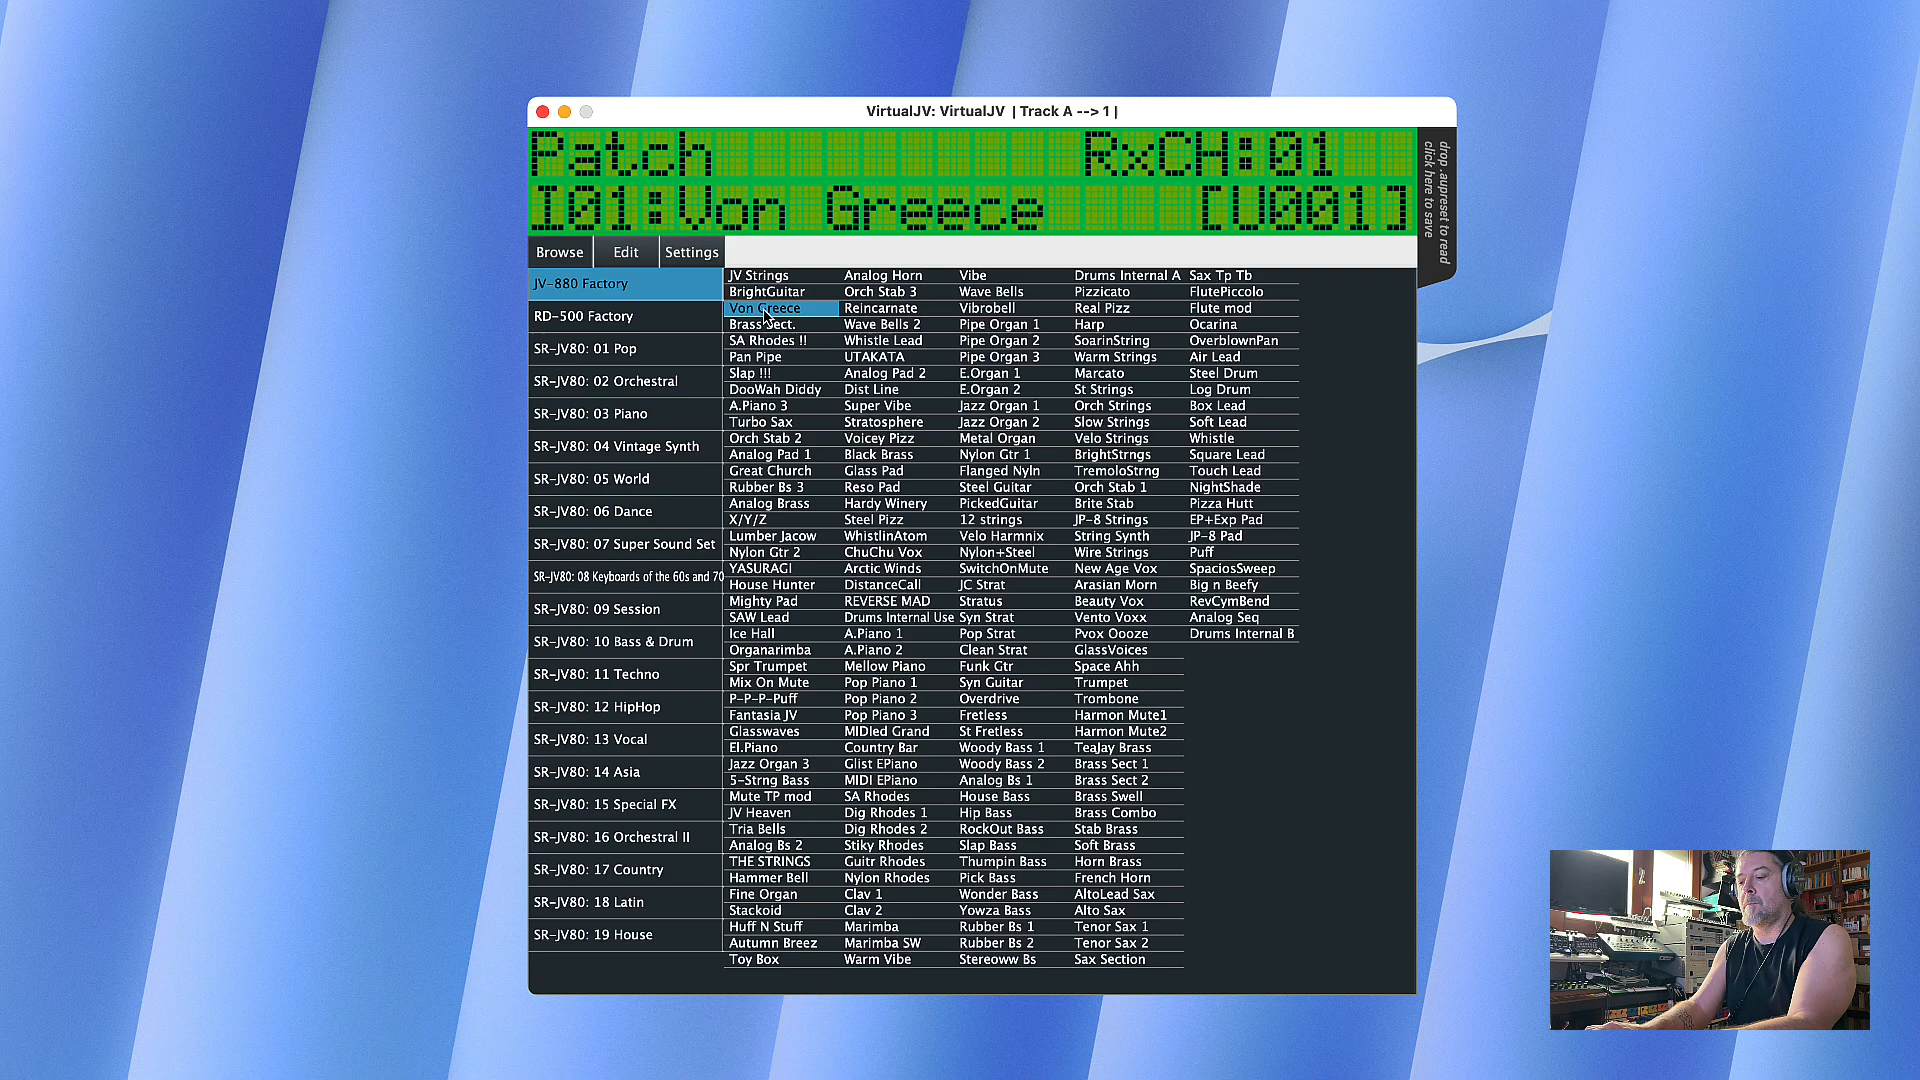 VirtualJV: VirtualJV | Track A --> 1 |
Patch RxCH:01
I01:Von Greece [U001]
drop .aupreset to read
click here to save
Browse Edit Settings
JV-880 Factory
RD-500 Factory
SR-JV80: 01 Pop
SR-JV80: 02 Orchestral
SR-JV80: 03 Piano
SR-JV80: 04 Vintage Synth
SR-JV80: 05 World
SR-JV80: 06 Dance
SR-JV80: 07 Super Sound Set
SR-JV80: 08 Keyboards of the 60s and 70
SR-JV80: 09 Session
SR-JV80: 10 Bass & Drum
SR-JV80: 11 Techno
SR-JV80: 12 HipHop
SR-JV80: 13 Vocal
SR-JV80: 14 Asia
SR-JV80: 15 Special FX
SR-JV80: 16 Orchestral II
SR-JV80: 17 Country
SR-JV80: 18 Latin
SR-JV80: 19 House
JV Strings
BrightGuitar
Von Greece
Brass Sect.
SA Rhodes !!
Pan Pipe
Slap !!!
DooWah Diddy
A.Piano 3
Turbo Sax
Orch Stab 2
Analog Pad 1
Great Church
Rubber Bs 3
Analog Brass
X/Y/Z
Lumber Jacow
Nylon Gtr 2
YASURAGI
House Hunter
Mighty Pad
SAW Lead
Ice Hall
Organarimba
Spr Trumpet
Mix On Mute
P-P-P-Puff
Fantasia JV
Glasswaves
El.Piano
Jazz Organ 3
5-Strng Bass
Mute TP mod
JV Heaven
Tria Bells
Analog Bs 2
THE STRINGS
Hammer Bell
Fine Organ
Stackoid
Huff N Stuff
Autumn Breez
Toy Box
Analog Horn
Orch Stab 3
Reincarnate
Wave Bells 2
Whistle Lead
UTAKATA
Analog Pad 2
Dist Line
Super Vibe
Stratosphere
Voicey Pizz
Black Brass
Glass Pad
Reso Pad
Hardy Winery
Steel Pizz
WhistlinAtom
ChuChu Vox
Arctic Winds
DistanceCall
REVERSE MAD
Drums Internal Use
A.Piano 1
A.Piano 2
Mellow Piano
Pop Piano 1
Pop Piano 2
Pop Piano 3
MIDIed Grand
Country Bar
Glist EPiano
MIDI EPiano
SA Rhodes
Dig Rhodes 1
Dig Rhodes 2
Stiky Rhodes
Guitr Rhodes
Nylon Rhodes
Clav 1
Clav 2
Marimba
Marimba SW
Warm Vibe
Vibe
Wave Bells
Vibrobell
Pipe Organ 1
Pipe Organ 2
Pipe Organ 3
E.Organ 1
E.Organ 2
Jazz Organ 1
Jazz Organ 2
Metal Organ
Nylon Gtr 1
Flanged Nyln
Steel Guitar
PickedGuitar
12 strings
Velo Harmnix
Nylon+Steel
SwitchOnMute
JC Strat
Stratus
Syn Strat
Pop Strat
Clean Strat
Funk Gtr
Syn Guitar
Overdrive
Fretless
St Fretless
Woody Bass 1
Woody Bass 2
Analog Bs 1
House Bass
Hip Bass
RockOut Bass
Slap Bass
Thumpin Bass
Pick Bass
Wonder Bass
Yowza Bass
Rubber Bs 1
Rubber Bs 2
Stereoww Bs
Drums Internal A
Pizzicato
Real Pizz
Harp
SoarinString
Warm Strings
Marcato
St Strings
Orch Strings
Slow Strings
Velo Strings
BrightStrngs
TremoloStrng
Orch Stab 1
Brite Stab
JP-8 Strings
String Synth
Wire Strings
New Age Vox
Arasian Morn
Beauty Vox
Vento Voxx
Pvox Oooze
GlassVoices
Space Ahh
Trumpet
Trombone
Harmon Mute1
Harmon Mute2
TeaJay Brass
Brass Sect 1
Brass Sect 2
Brass Swell
Brass Combo
Stab Brass
Soft Brass
Horn Brass
French Horn
AltoLead Sax
Alto Sax
Tenor Sax 1
Tenor Sax 2
Sax Section
Sax Tp Tb
FlutePiccolo
Flute mod
Ocarina
OverblownPan
Air Lead
Steel Drum
Log Drum
Box Lead
Soft Lead
Whistle
Square Lead
Touch Lead
NightShade
Pizza Hutt
EP+Exp Pad
JP-8 Pad
Puff
SpaciosSweep
Big n Beefy
RevCymBend
Analog Seq
Drums Internal B